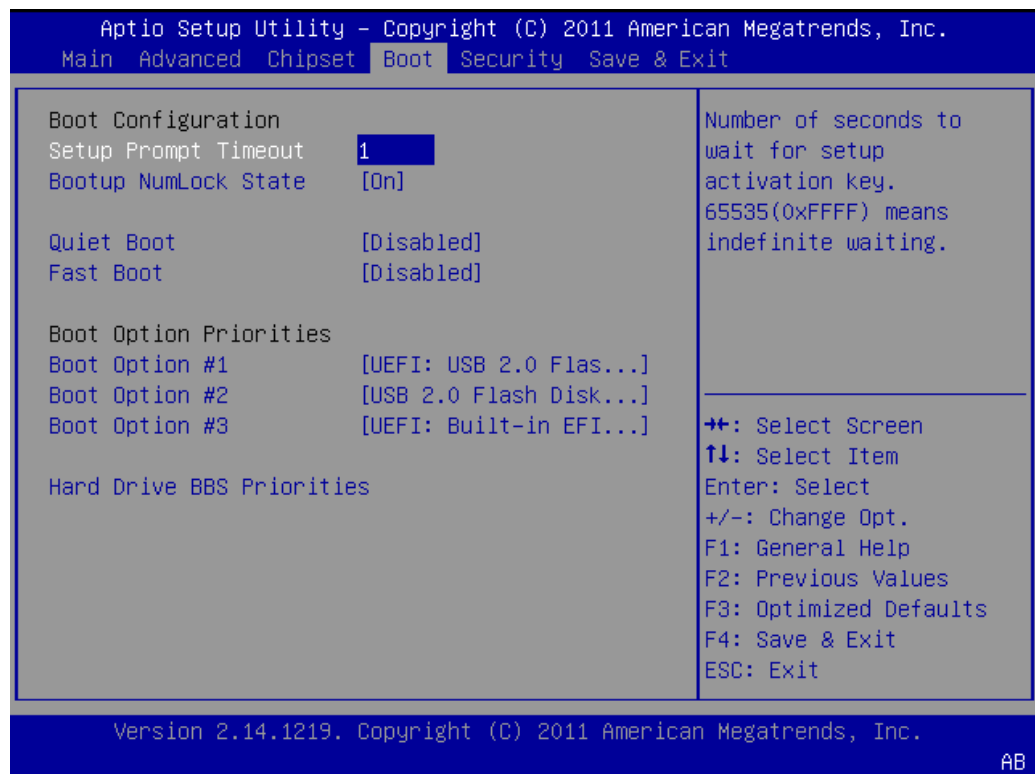 Aptio Setup Utility – Copyright (C) 2011 American Megatrends, Inc.
Main Advanced Chipset Boot Security Save & Exit
Boot Configuration
Setup Prompt Timeout 1
Bootup NumLock State [On]
Quiet Boot [Disabled]
Fast Boot [Disabled]
Boot Option Priorities
Boot Option #1 [UEFI: USB 2.0 Flas...]
Boot Option #2 [USB 2.0 Flash Disk...]
Boot Option #3 [UEFI: Built-in EFI...]
Hard Drive BBS Priorities
Number of seconds to
wait for setup
activation key.
65535(0xFFFF) means
indefinite waiting.
→←: Select Screen
↑↓: Select Item
Enter: Select
+/-: Change Opt.
F1: General Help
F2: Previous Values
F3: Optimized Defaults
F4: Save & Exit
ESC: Exit
Version 2.14.1219. Copyright (C) 2011 American Megatrends, Inc.
AB